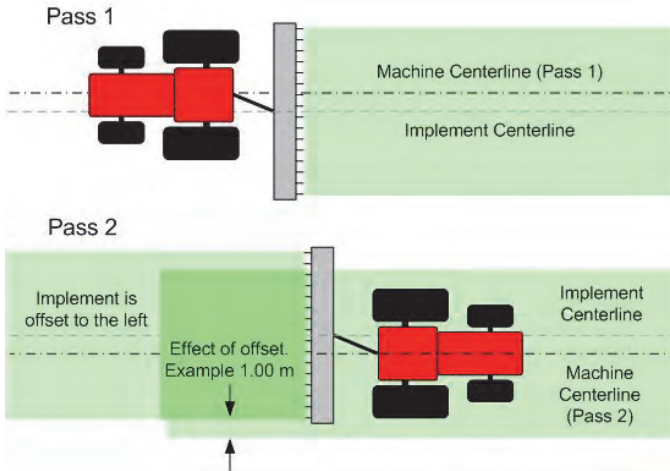 Pass 1
Machine Centerline (Pass 1)
Implement Centerline
Pass 2
Implement is
offset to the left
Effect of offset.
Example 1.00 m
Implement
Centerline
Machine
Centerline
(Pass 2)